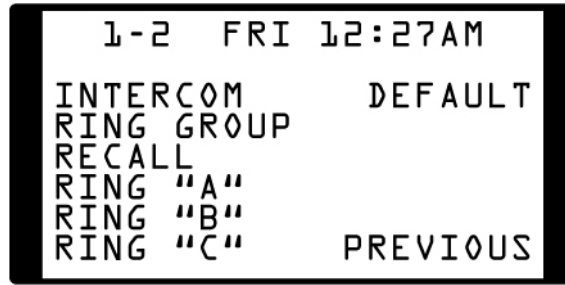 1-2 FRI 12:27AM
INTERCOM DEFAULT
RING GROUP
RECALL
RING "A"
RING "B"
RING "C" PREVIOUS